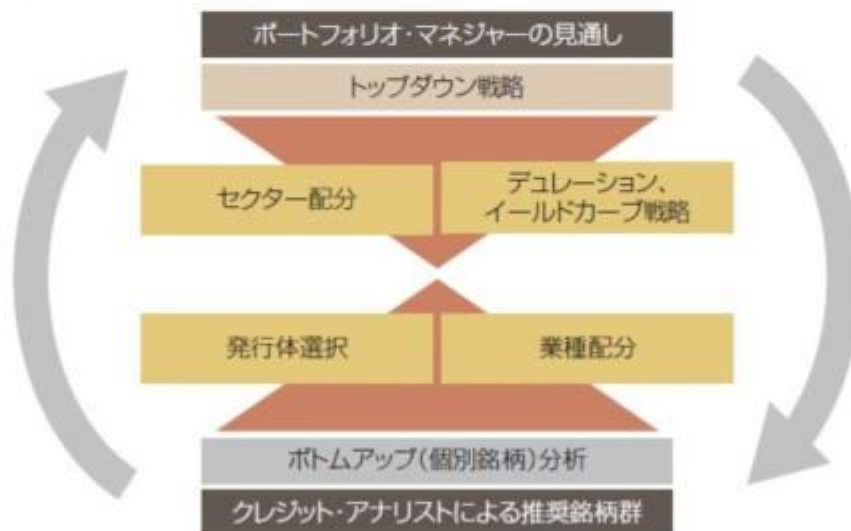 ポートフォリオ・マネジャーの見通し
トップダウン戦略
セクター配分
デュレーション、
イールドカーブ戦略
発行体選択
業種配分
ボトムアップ(個別銘柄)分析
クレジット・アナリストによる推奨銘柄群